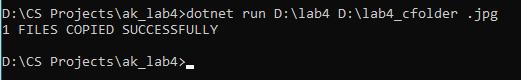 D:\CS Projects\ak_lab4>dotnet run D:\lab4 D:\lab4_cfolder .jpg
1 FILES COPIED SUCCESSFULLY
D:\CS Projects\ak_lab4>